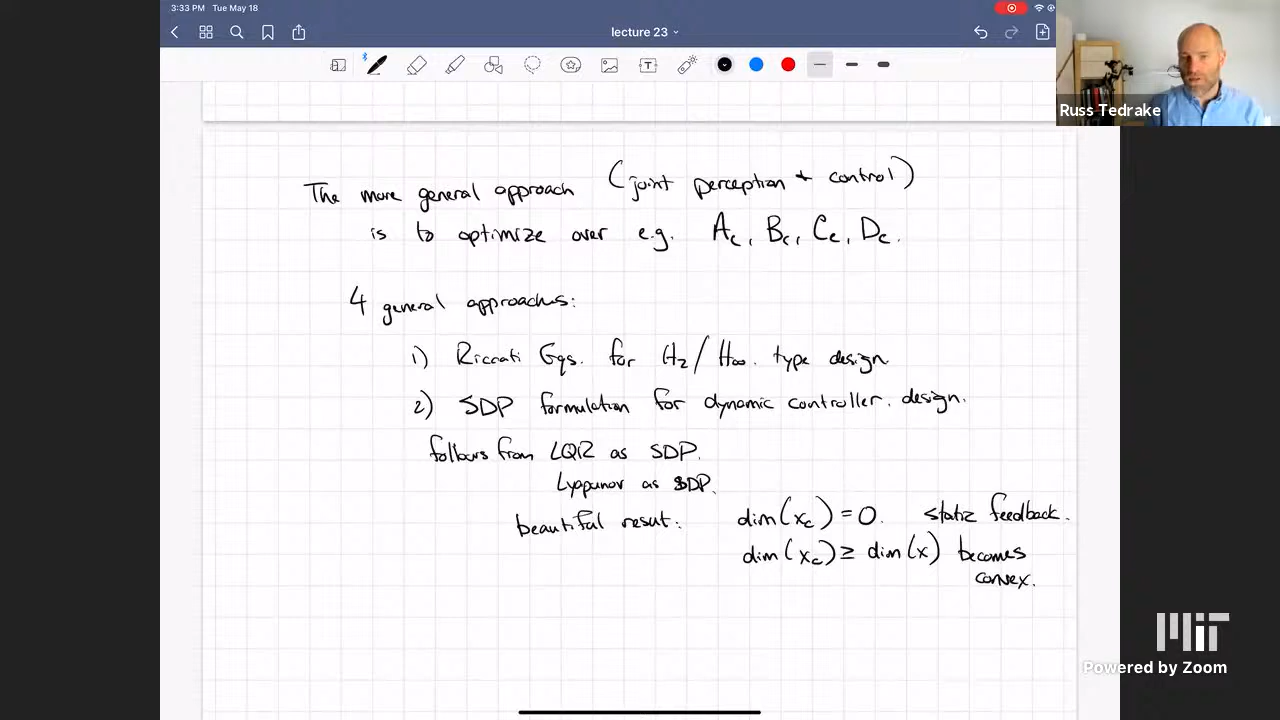 3:33 PM Tue May 18
lecture 23
Russ Tedrake
The more general approach (joint perception + control)
is to optimize over e.g. Ac, Bc, Cc, Dc.
4 general approaches:
1) Riccati Eqs. for H2/H∞. type design
2) SDP formulation for dynamic controller. design.
follows from LQR as SDP.
Lyapunov as SDP.
beautiful result: dim(xc) = 0. static feedback.
dim(xc) ≥ dim(x) becomes
convex.
MIT
Powered by Zoom